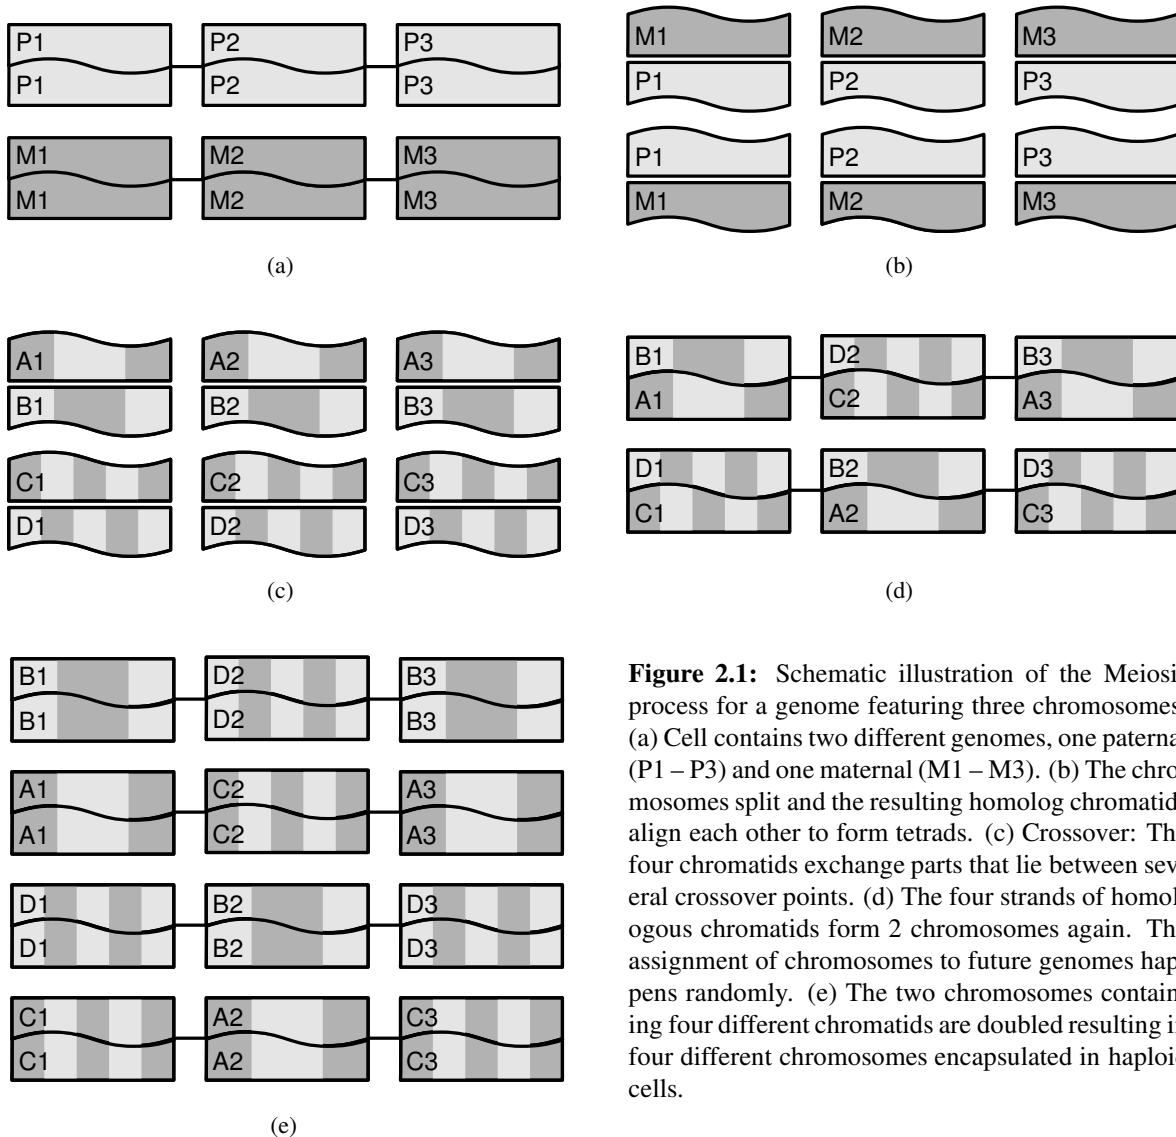 P1 P2 P3
P1 P2 P3
M1 M2 M3
M1 M2 M3
(a)
M1 M2 M3
P1 P2 P3
P1 P2 P3
M1 M2 M3
(b)
A1 A2 A3
B1 B2 B3
C1 C2 C3
D1 D2 D3
(c)
B1 D2 B3
A1 C2 A3
D1 B2 D3
C1 A2 C3
(d)
B1 D2 B3
B1 D2 B3
A1 C2 A3
A1 C2 A3
D1 B2 D3
D1 B2 D3
C1 A2 C3
C1 A2 C3
(e)
Figure 2.1: Schematic illustration of the Meiosi
process for a genome featuring three chromosomes
(a) Cell contains two different genomes, one paterna
(P1 – P3) and one maternal (M1 – M3). (b) The chro
mosomes split and the resulting homolog chromatid
align each other to form tetrads. (c) Crossover: Th
four chromatids exchange parts that lie between sev
eral crossover points. (d) The four strands of homol
ogous chromatids form 2 chromosomes again. Th
assignment of chromosomes to future genomes hap
pens randomly. (e) The two chromosomes contain
ing four different chromatids are doubled resulting i
four different chromosomes encapsulated in haploi
cells.